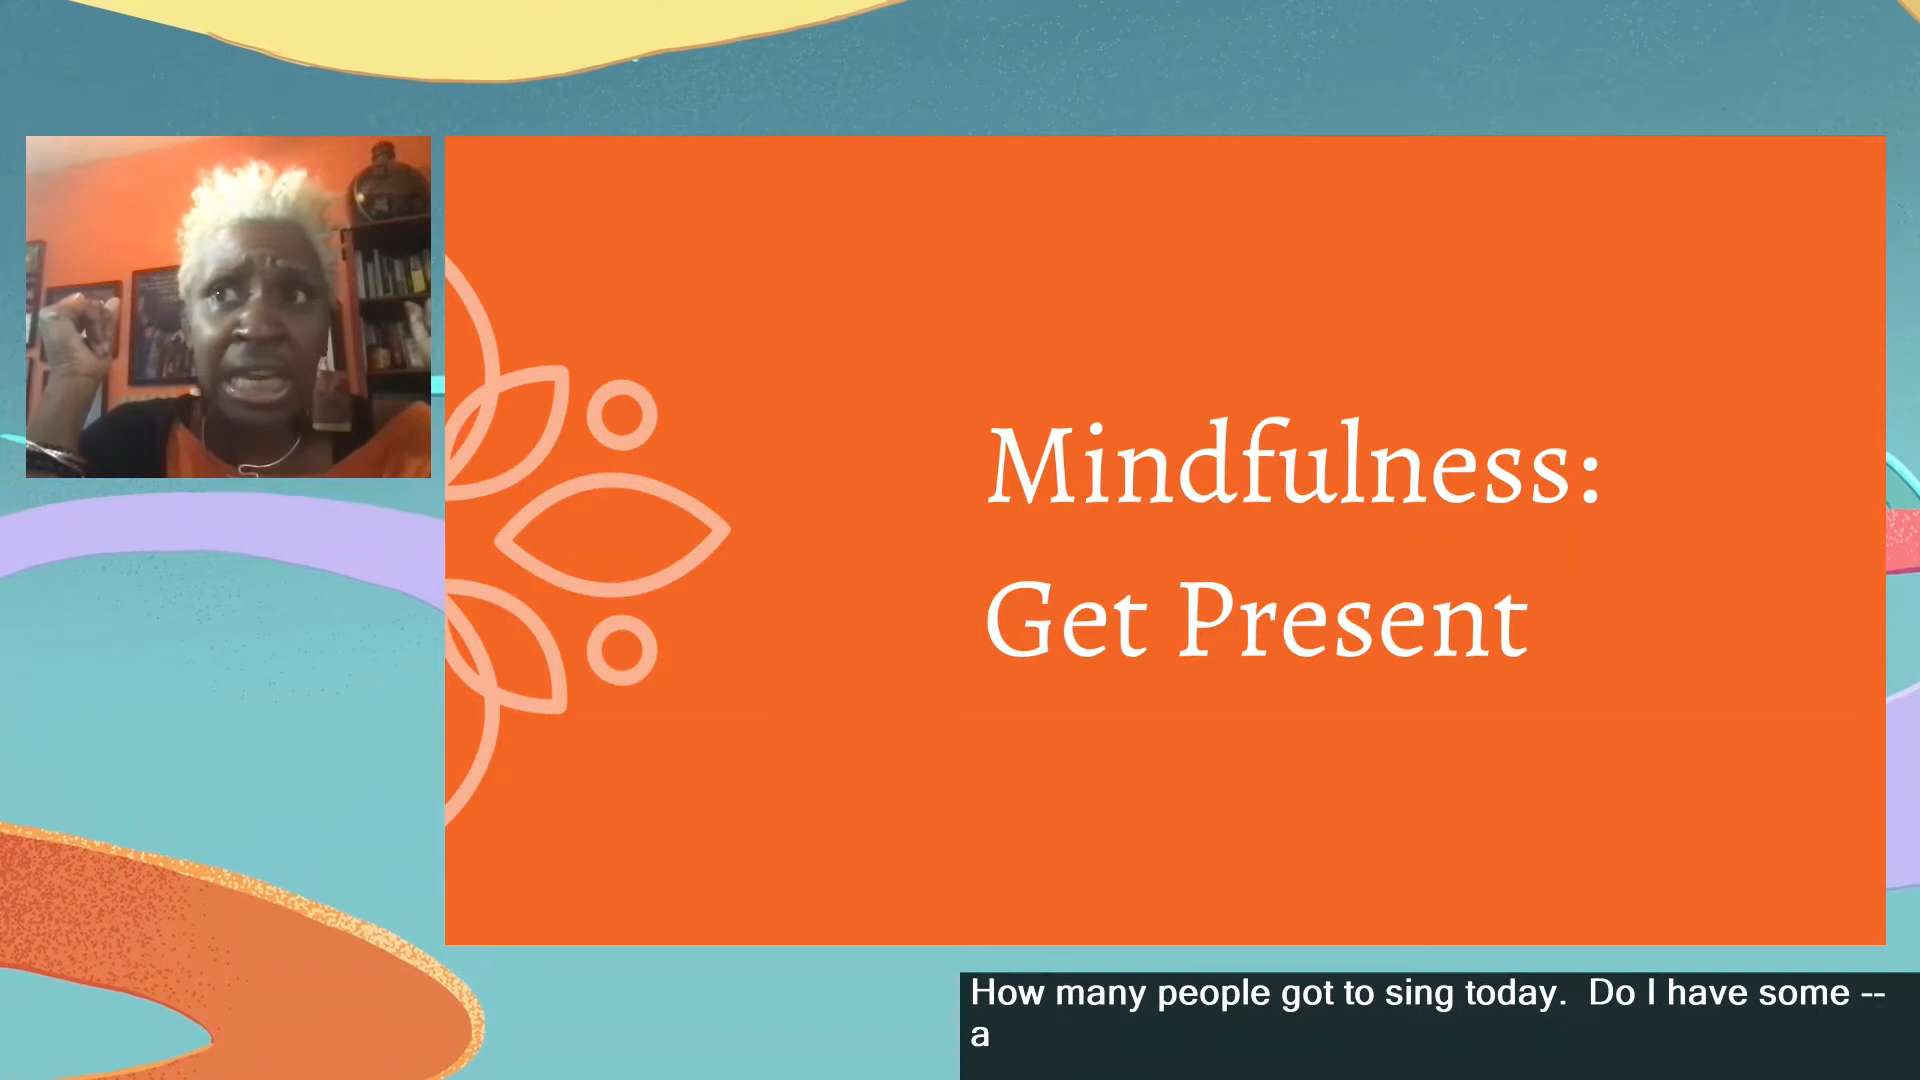 Mindfulness:
Get Present
How many people got to sing today.  Do I have some --
a